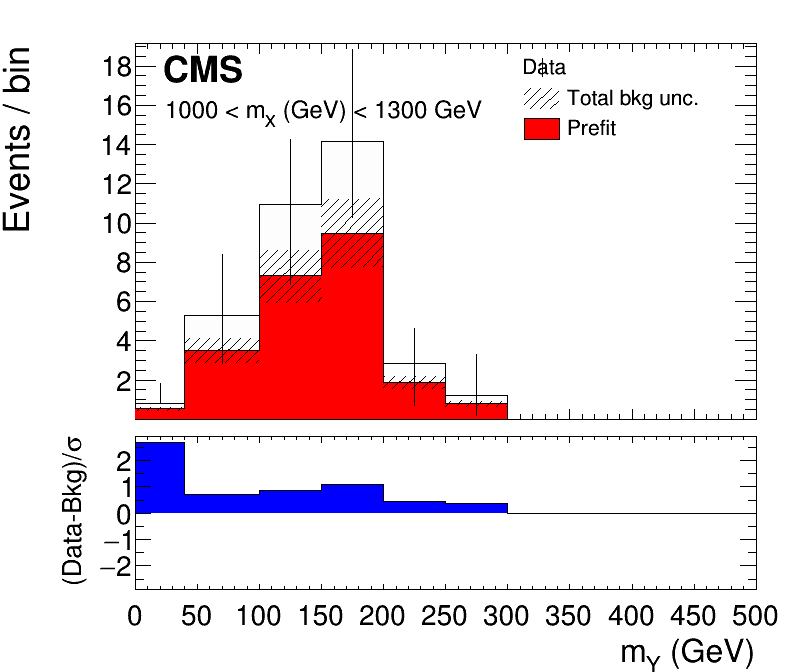 Events / bin
18
16
14
12
10
8
6
4
2
CMS
1000 < mX (GeV) < 1300 GeV
Data
Total bkg unc.
Prefit
(Data-Bkg)/σ
2
1
0
−1
−2
0 50 100 150 200 250 300 350 400 450 500
mY (GeV)